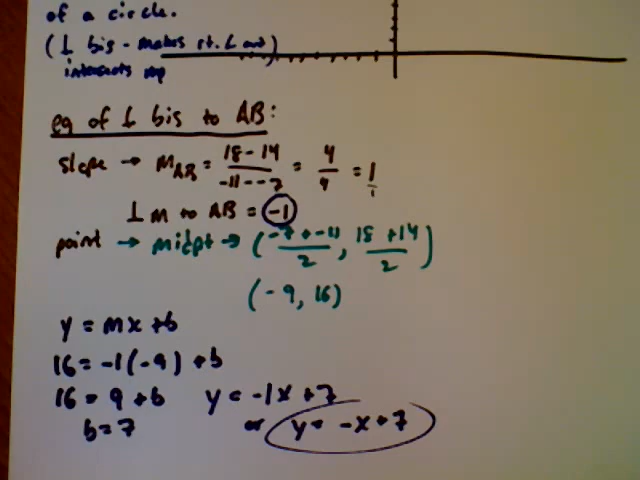 of a circle.
(⊥ bis - makes rt. ∠ and)
intersects mp
eq of ⊥ bis to AB:
slope → m_AB = (18 - 14)/(-11 - -7) = 4/4 = 1/1
⊥ m to AB = -1
point → midpt → ((-7 + -11)/2, (18 + 14)/2)
(-9, 16)
y = mx + b
16 = -1(-9) + b
16 = 9 + b y = -1x + 7
b = 7 or y = -x + 7